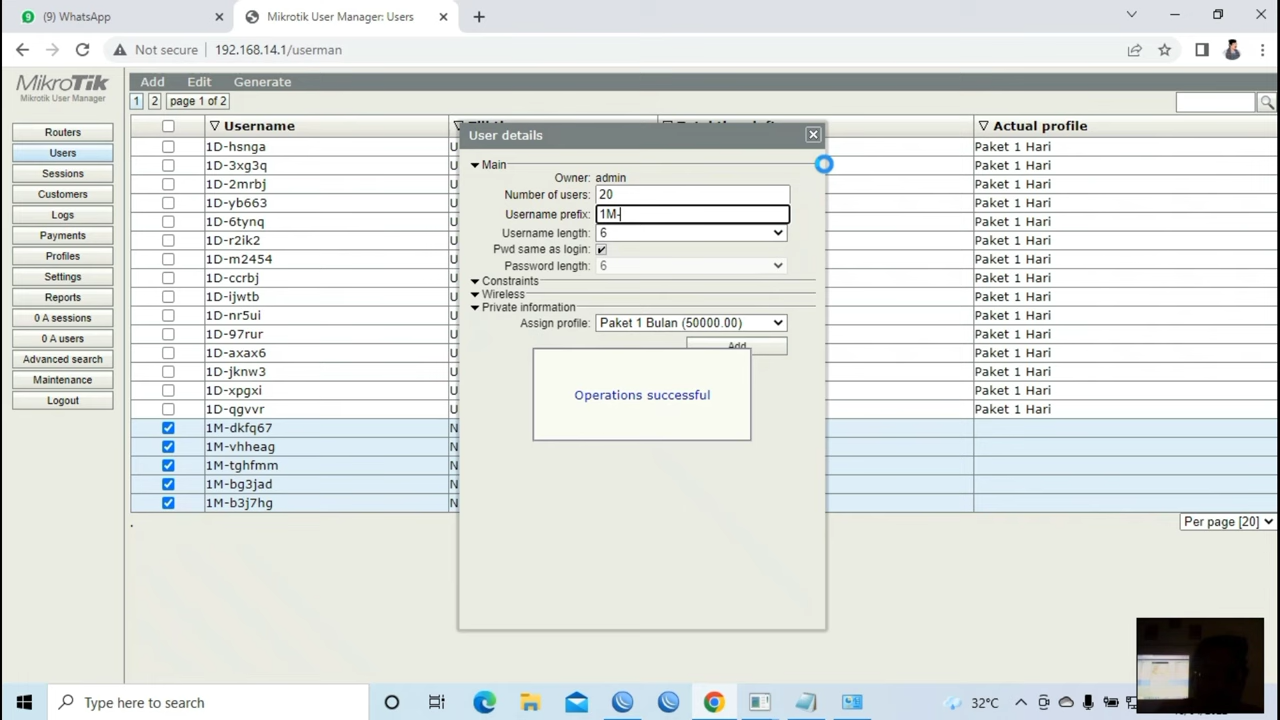 9
(9) WhatsApp
Mikrotik User Manager: Users
Not secure
192.168.14.1/userman
MikroTik
Mikrotik User Manager
Add
Edit
Generate
1
2
page 1 of 2
Routers
Users
Sessions
Customers
Logs
Payments
Profiles
Settings
Reports
0 A sessions
0 A users
Advanced search
Maintenance
Logout
Username
Actual profile
1D-hsnga
Paket 1 Hari
1D-3xg3q
Paket 1 Hari
1D-2mrbj
Paket 1 Hari
1D-yb663
Paket 1 Hari
1D-6tynq
Paket 1 Hari
1D-r2ik2
Paket 1 Hari
1D-m2454
Paket 1 Hari
1D-ccrbj
Paket 1 Hari
1D-ijwtb
Paket 1 Hari
1D-nr5ui
Paket 1 Hari
1D-97rur
Paket 1 Hari
1D-axax6
Paket 1 Hari
1D-jknw3
Paket 1 Hari
1D-xpgxi
Paket 1 Hari
1D-qgvvr
Paket 1 Hari
1M-dkfq67
1M-vhheag
1M-tghfmm
1M-bg3jad
1M-b3j7hg
Per page [20]
User details
Main
Owner: admin
Number of users: 20
Username prefix: 1M-
Username length: 6
Pwd same as login:
Password length: 6
Constraints
Wireless
Private information
Assign profile: Paket 1 Bulan (50000.00)
Add
Operations successful
Type here to search
32°C